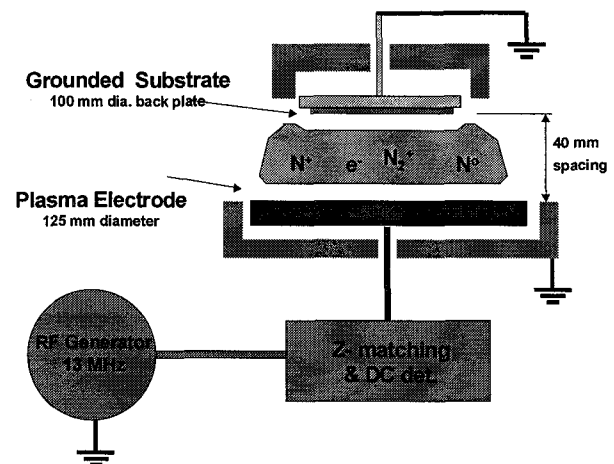 Grounded Substrate
100 mm dia. back plate
N⁺ e⁻ N₂⁺ N⁰
40 mm
spacing
Plasma Electrode
125 mm diameter
RF Generator
13 MHz
Z- matching
& DC det.